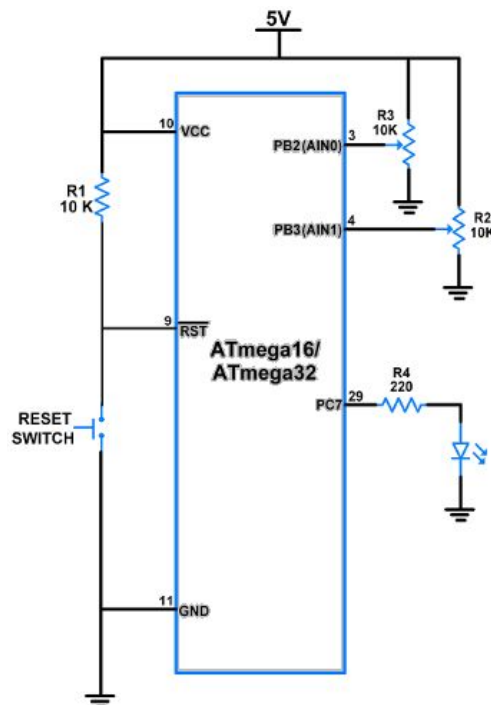 5V
10
VCC
R3
10K
3
PB2(AIN0)
R1
10 K
4
PB3(AIN1)
R2
10K
9
RST
ATmega16/
ATmega32
R4
220
29
PC7
RESET
SWITCH
11
GND